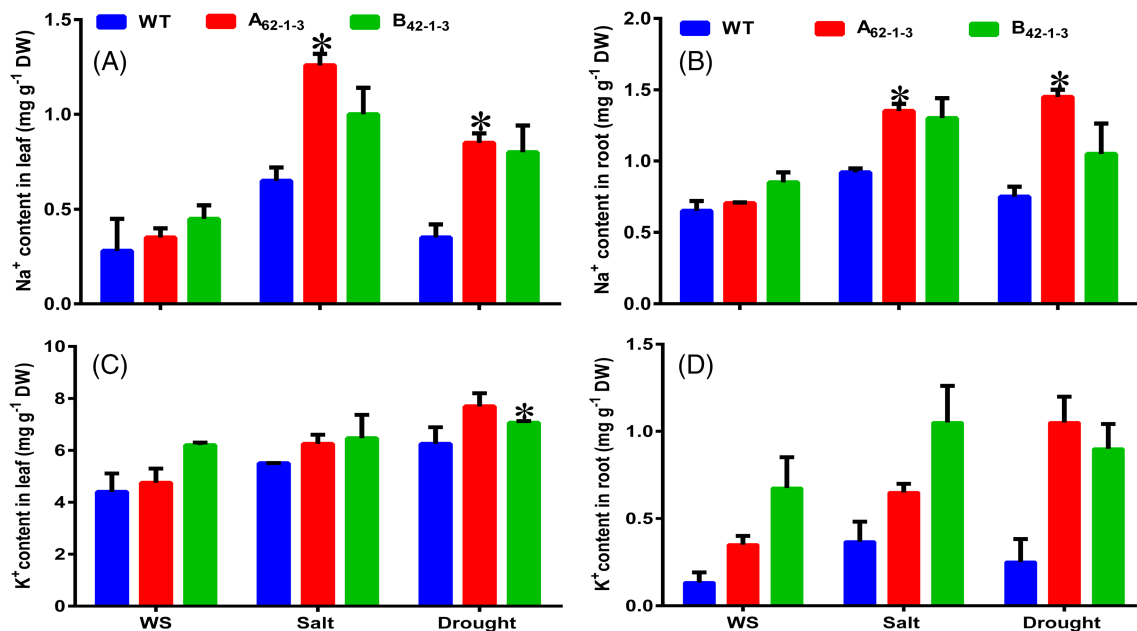 WT A62-1-3 B42-1-3
(A)
Na+ content in leaf (mg g-1 DW)
1.5
1.0
0.5
0.0
*
*
WT A62-1-3 B42-1-3
(B)
Na+ content in root (mg g-1 DW)
2.0
1.5
1.0
0.5
0.0
*
*
(C)
K+content in leaf (mg g-1 DW)
10
8
6
4
2
0
*
WS Salt Drought
(D)
K+content in root (mg g-1 DW)
1.5
1.0
0.5
0.0
WS Salt Drought